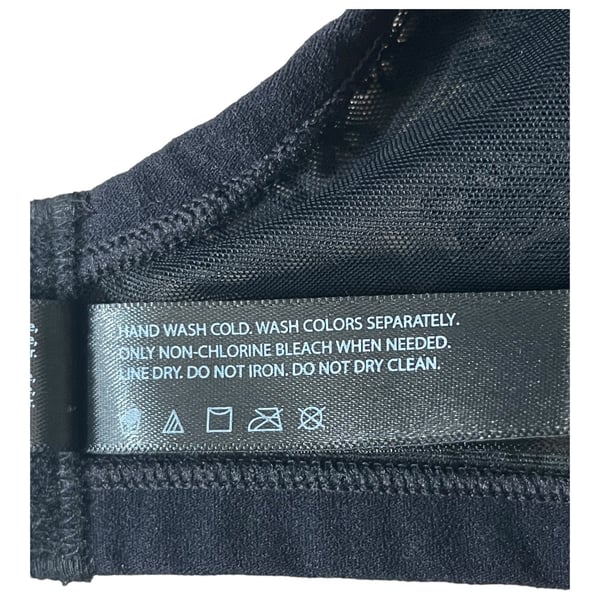 HAND WASH COLD. WASH COLORS SEPARATELY.
ONLY NON-CHLORINE BLEACH WHEN NEEDED.
LINE DRY. DO NOT IRON. DO NOT DRY CLEAN.